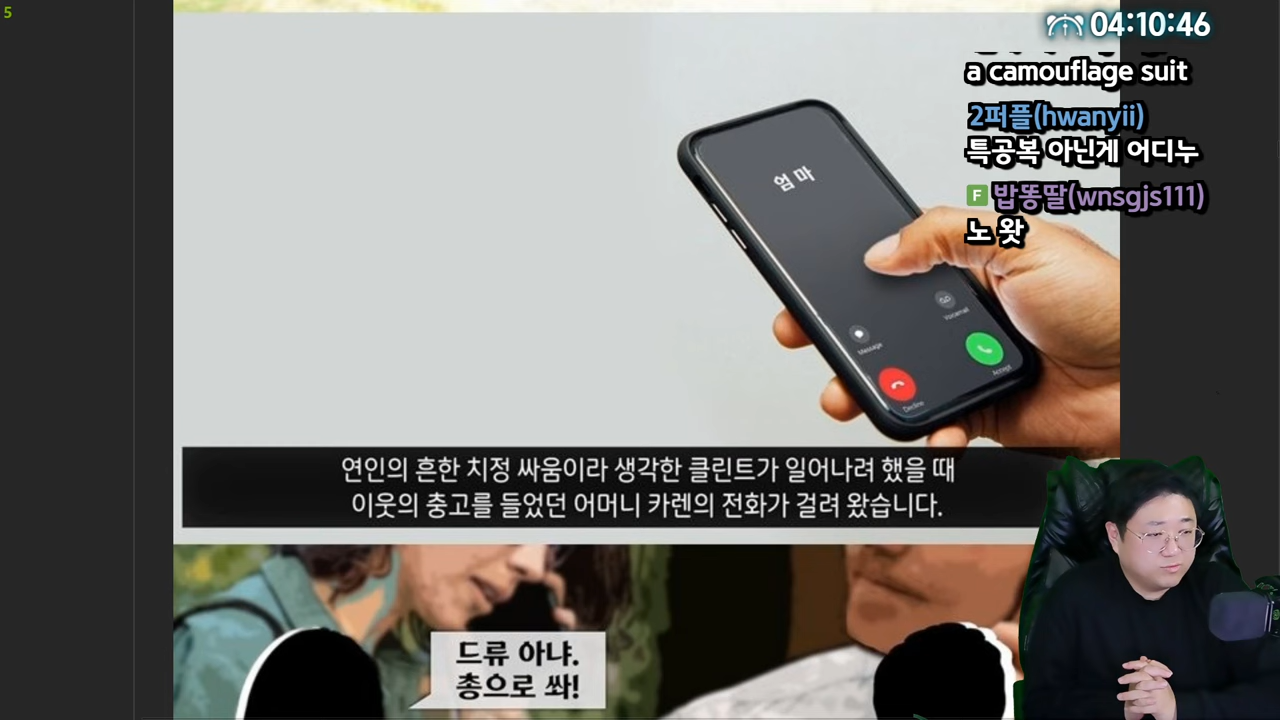 5
04:10:46
a camouflage suit
2퍼플(hwanyii)
특공복 아닌게 어디누
F 밥똥딸(wnsgjs111)
노 왓
엄마
Message
Voicemail
Decline
Accept
연인의 흔한 치정 싸움이라 생각한 클린트가 일어나려 했을 때
이웃의 충고를 들었던 어머니 카렌의 전화가 걸려 왔습니다.
드류 아냐.
총으로 쏴!